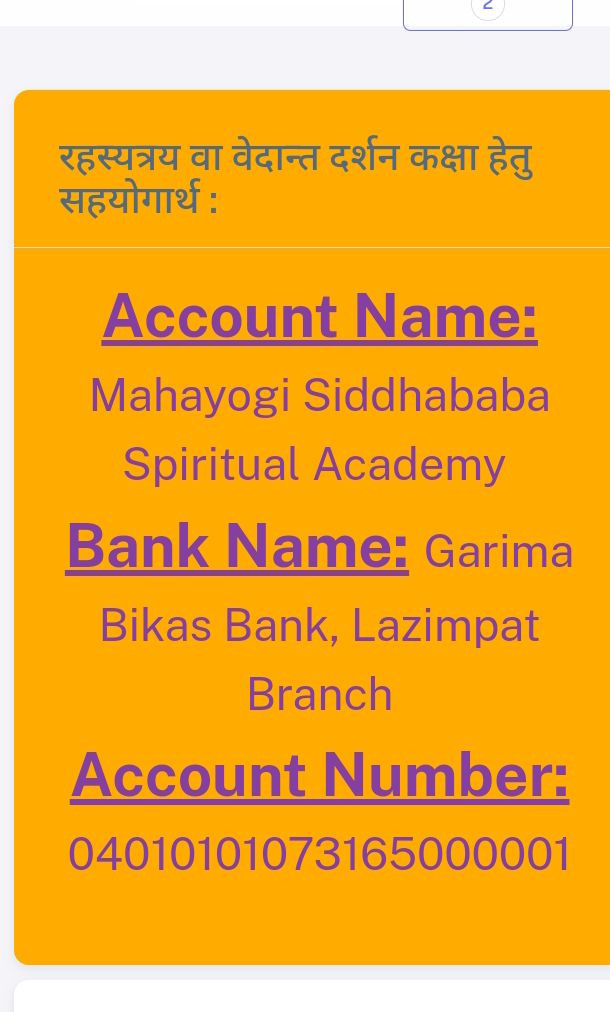 2
रहस्यत्रय वा वेदान्त दर्शन कक्षा हेतु
सहयोगार्थ :
Account Name:
Mahayogi Siddhababa
Spiritual Academy
Bank Name: Garima
Bikas Bank, Lazimpat
Branch
Account Number:
04010101073165000001